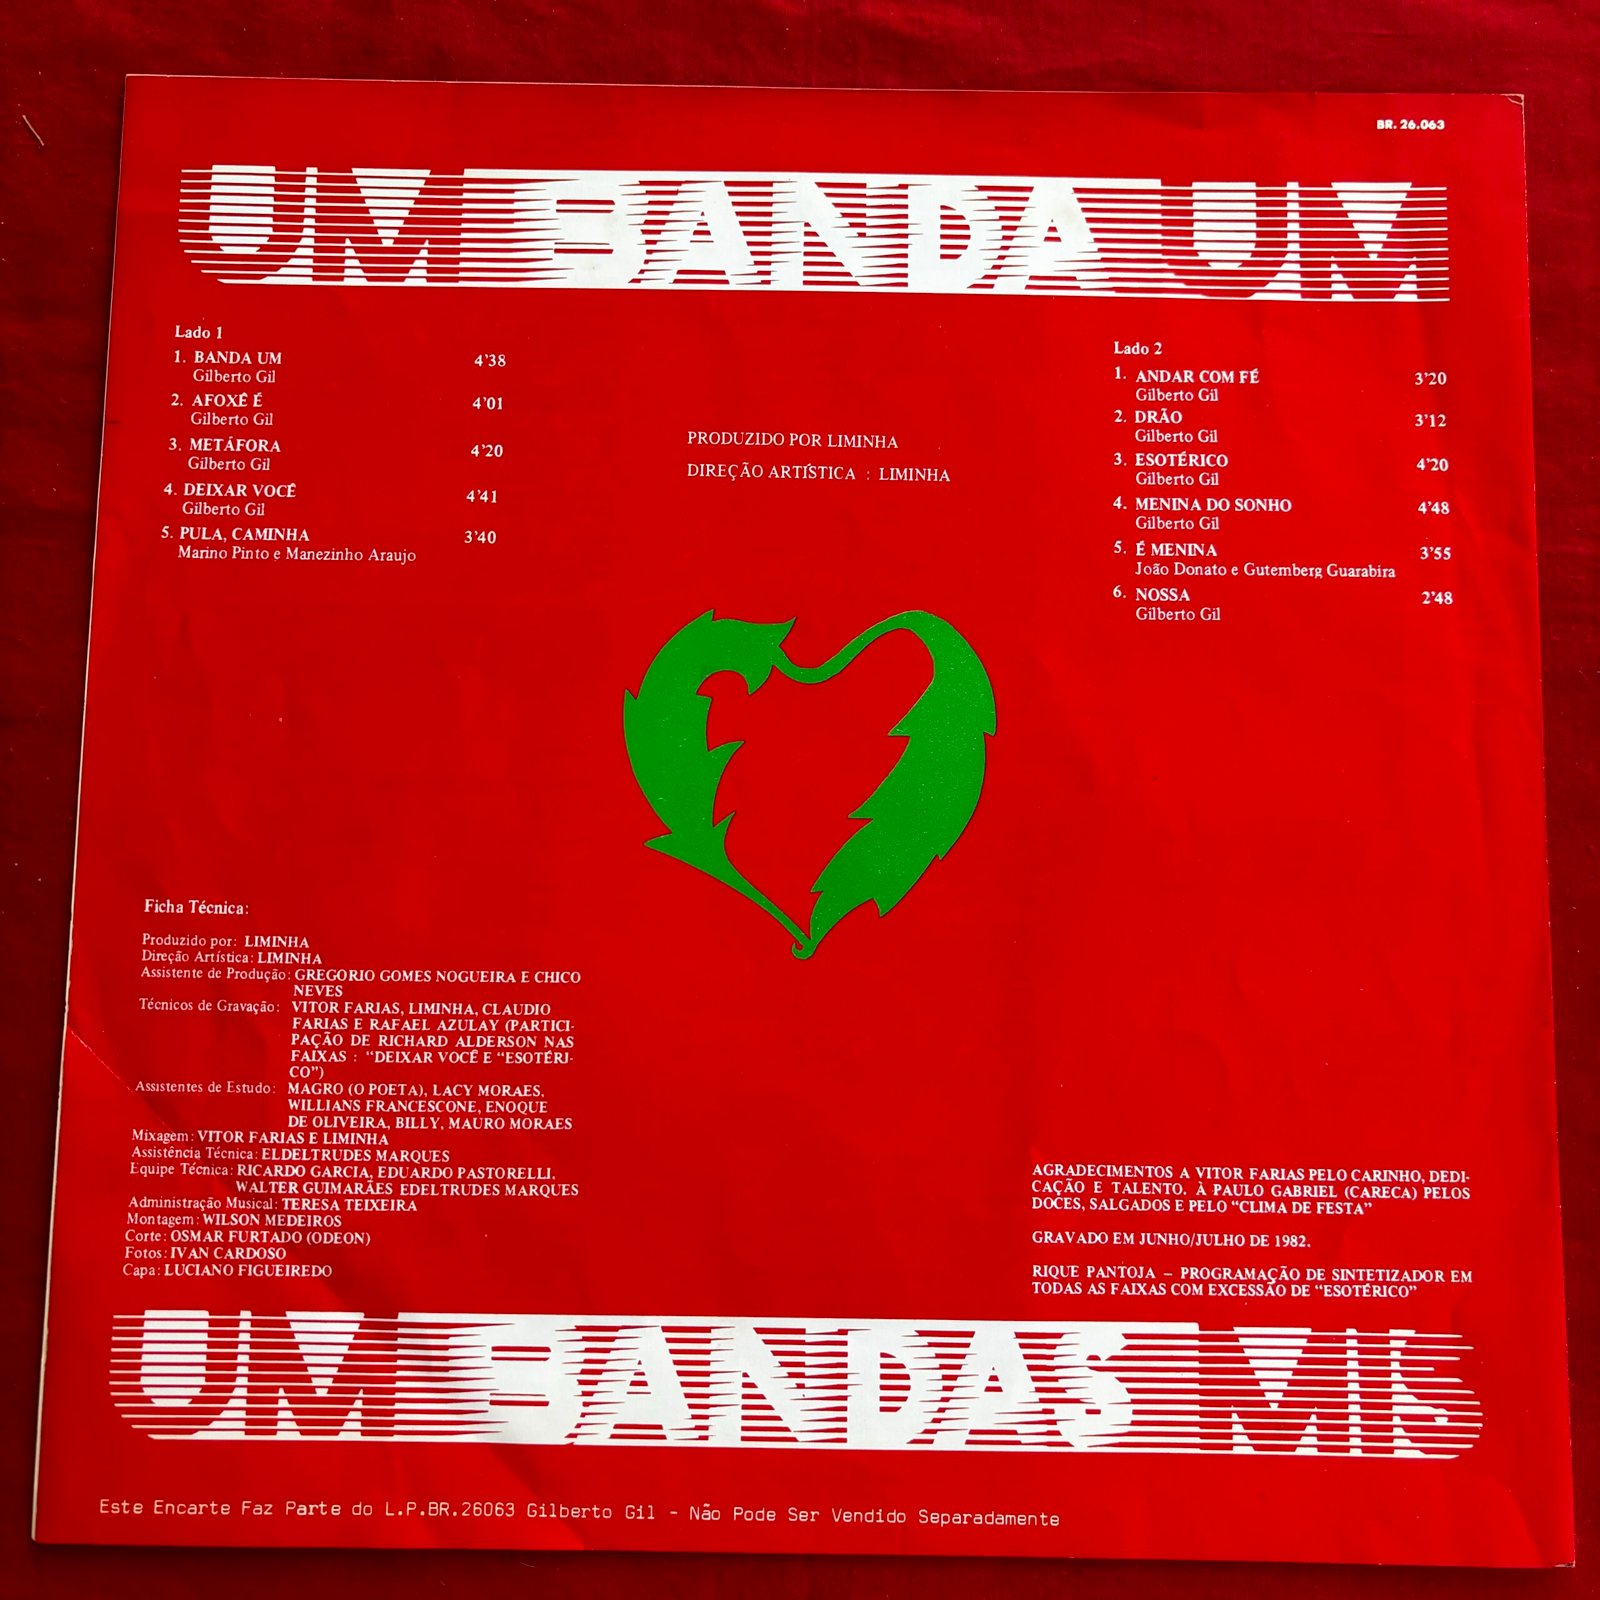 BR. 26.063
UM BANDA UM
Lado 1
1. BANDA UM 4'38
Gilberto Gil
2. AFOXÊ É 4'01
Gilberto Gil
3. METÁFORA 4'20
Gilberto Gil
4. DEIXAR VOCÊ 4'41
Gilberto Gil
5. PULA, CAMINHA 3'40
Marino Pinto e Manezinho Araujo
PRODUZIDO POR LIMINHA
DIREÇÃO ARTÍSTICA : LIMINHA
Lado 2
1. ANDAR COM FÉ 3'20
Gilberto Gil
2. DRÃO 3'12
Gilberto Gil
3. ESOTÉRICO 4'20
Gilberto Gil
4. MENINA DO SONHO 4'48
Gilberto Gil
5. É MENINA 3'55
João Donato e Gutemberg Guarabira
6. NOSSA 2'48
Gilberto Gil
Ficha Técnica:
Produzido por: LIMINHA
Direção Artística: LIMINHA
Assistente de Produção: GREGORIO GOMES NOGUEIRA E CHICO
NEVES
Técnicos de Gravação: VITOR FARIAS, LIMINHA, CLAUDIO
FARIAS E RAFAEL AZULAY (PARTICI-
PAÇÃO DE RICHARD ALDERSON NAS
FAIXAS : "DEIXAR VOCÊ E "ESOTÉRI-
CO")
Assistentes de Estudo: MAGRO (O POETA), LACY MORAES,
WILLIANS FRANCESCONE, ENOQUE
DE OLIVEIRA, BILLY, MAURO MORAES
Mixagem: VITOR FARIAS E LIMINHA
Assistência Técnica: ELDELTRUDES MARQUES
Equipe Técnica: RICARDO GARCIA, EDUARDO PASTORELLI,
WALTER GUIMARÃES EDELTRUDES MARQUES
Administração Musical: TERESA TEIXEIRA
Montagem: WILSON MEDEIROS
Corte: OSMAR FURTADO (ODEON)
Fotos: IVAN CARDOSO
Capa: LUCIANO FIGUEIREDO
AGRADECIMENTOS A VITOR FARIAS PELO CARINHO, DEDI-
CAÇÃO E TALENTO. À PAULO GABRIEL (CARECA) PELOS
DOCES, SALGADOS E PELO "CLIMA DE FESTA"
GRAVADO EM JUNHO/JULHO DE 1982.
RIQUE PANTOJA – PROGRAMAÇÃO DE SINTETIZADOR EM
TODAS AS FAIXAS COM EXCESSÃO DE "ESOTÉRICO"
UM BANDAS MIS
Este Encarte Faz Parte do L.P.BR.26063 Gilberto Gil - Não Pode Ser Vendido Separadamente